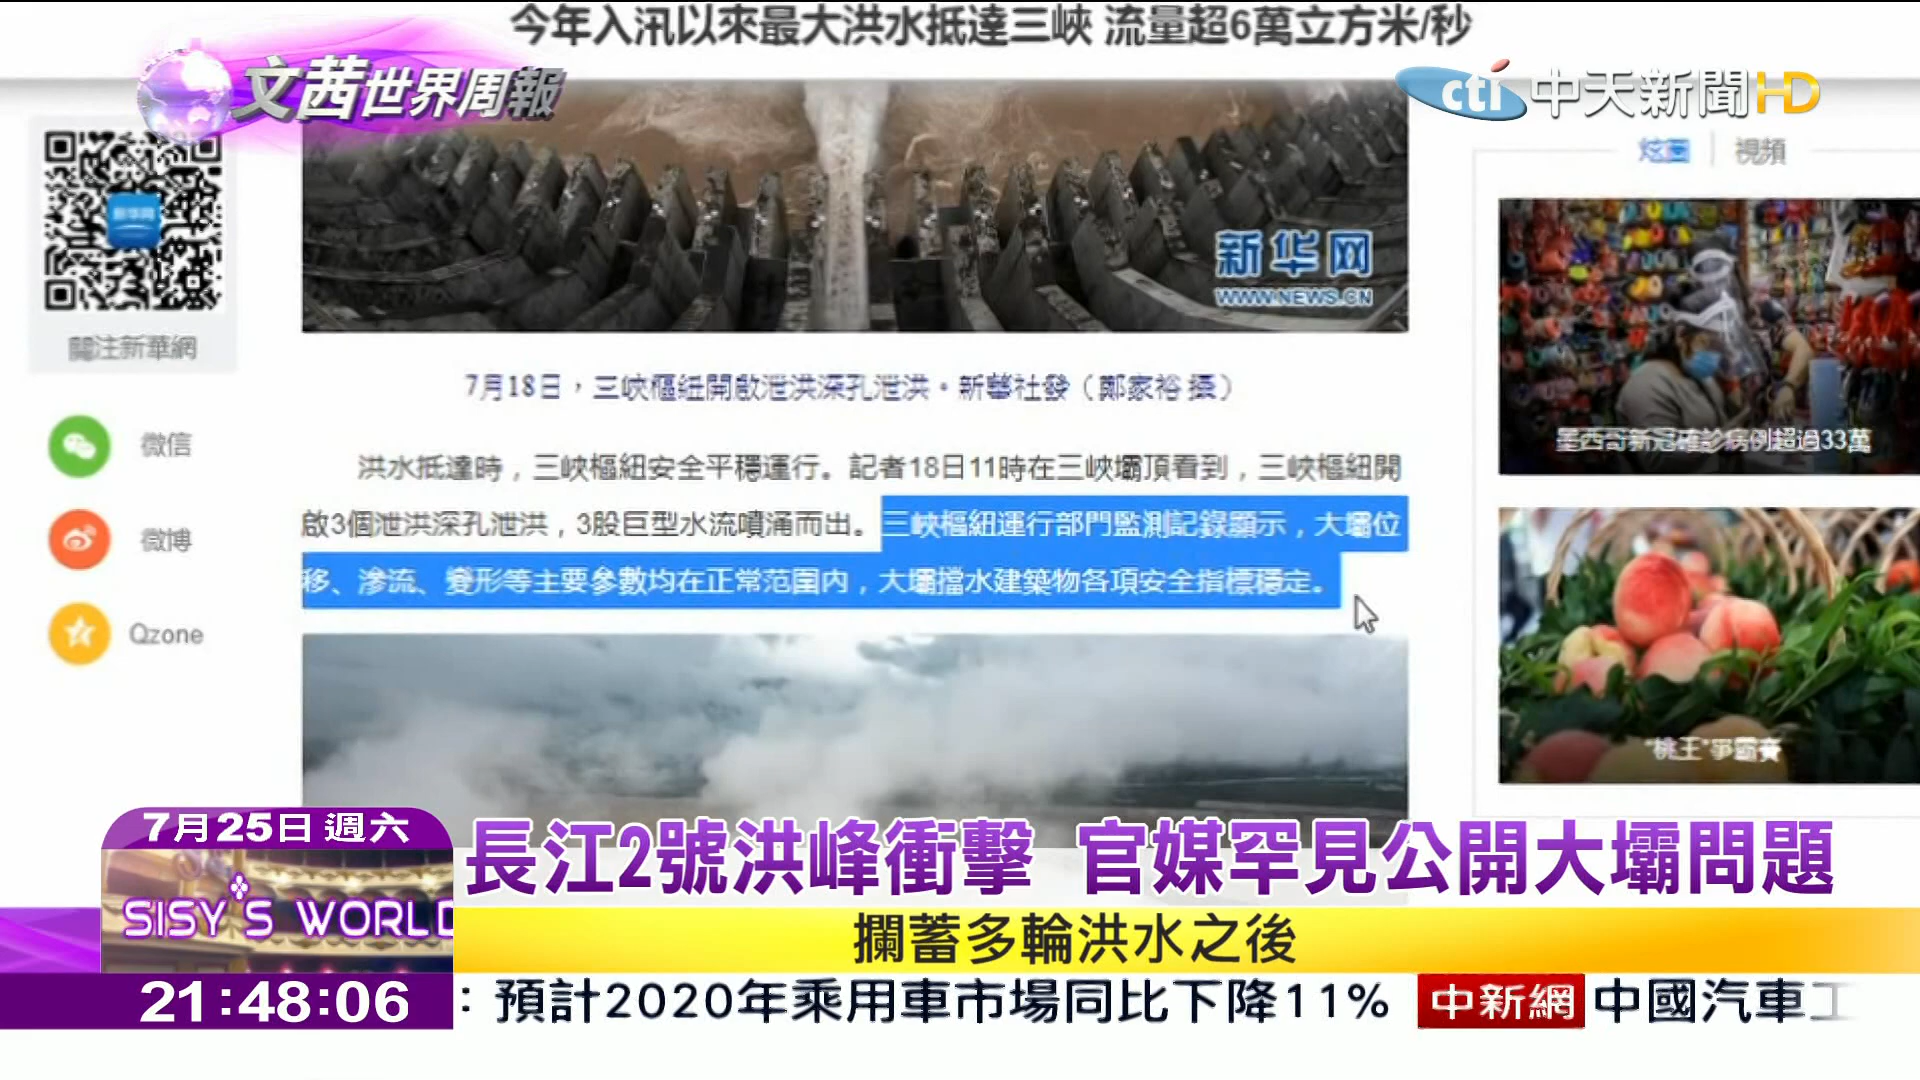 今年入汛以來最大洪水抵達三峽 流量超6萬立方米/秒
文茜世界周報
cti 中天新聞HD
炫圖 視頻
新华网
WWW.NEWS.CN
關注新華網
7月18日，三峽樞紐開啟泄洪深孔泄洪。新華社發（鄭家裕 攝）
微信
洪水抵達時，三峽樞紐安全平穩運行。記者18日11時在三峽壩頂看到，三峽樞紐開
啟3個泄洪深孔泄洪，3股巨型水流噴涌而出。三峽樞紐運行部門監測記錄顯示，大壩位
移、滲流、變形等主要參數均在正常范圍內，大壩擋水建築物各項安全指標穩定。
微博
Qzone
墨西哥新冠確診病例超過33萬
"桃王"爭霸賽
7月25日 週六
SISY'S WORLD
長江2號洪峰衝擊 官媒罕見公開大壩問題
攔蓄多輪洪水之後
21:48:06
：預計2020年乘用車市場同比下降11% 中新網 中國汽車工